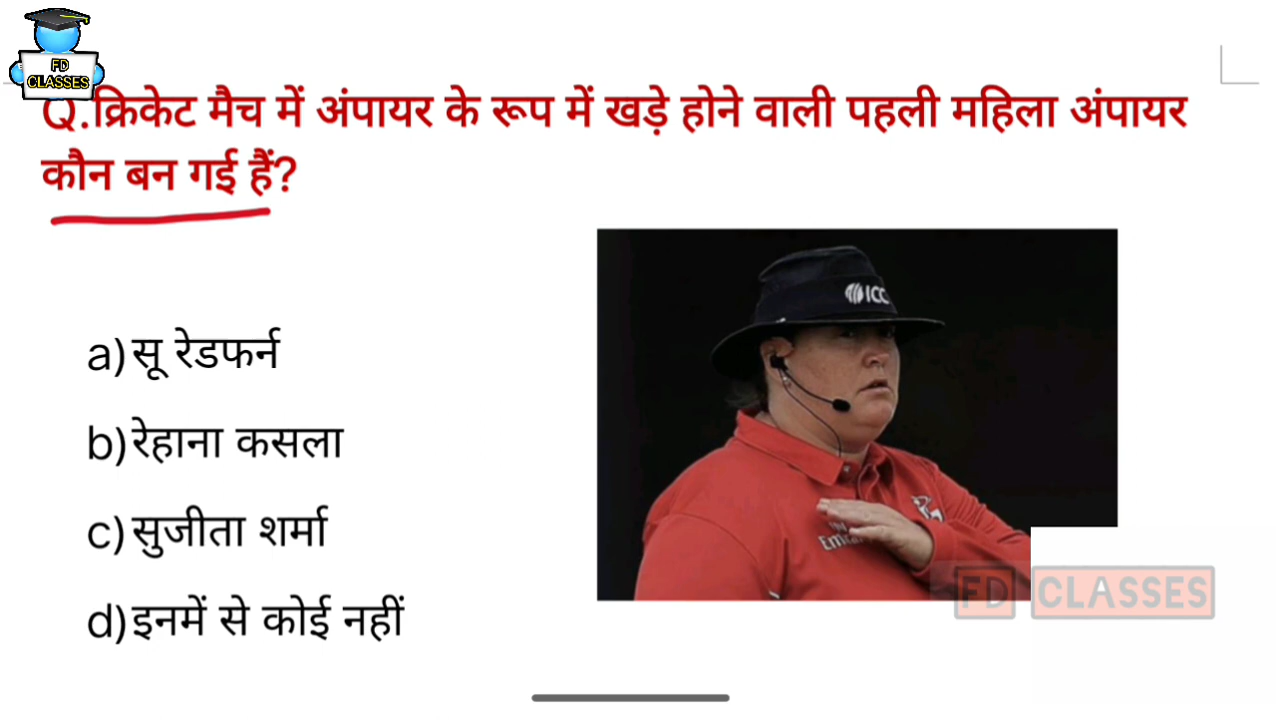 FD
CLASSES
Q.क्रिकेट मैच में अंपायर के रूप में खड़े होने वाली पहली महिला अंपायर
कौन बन गई हैं?
ICC
a)सू रेडफर्न
b)रेहाना कसला
c)सुजीता शर्मा
d)इनमें से कोई नहीं
FD CLASSES